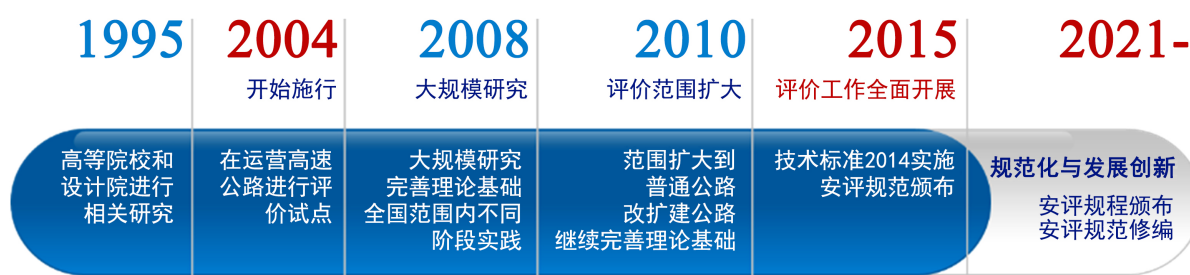 1995
2004
2008
2010
2015
2021-
开始施行
大规模研究
评价范围扩大
评价工作全面开展
高等院校和
设计院进行
相关研究
在运营高速
公路进行评
价试点
大规模研究
完善理论基础
全国范围内不同
阶段实践
范围扩大到
普通公路
改扩建公路
继续完善理论基础
技术标准2014实施
安评规范颁布
规范化与发展创新
安评规程颁布
安评规范修编